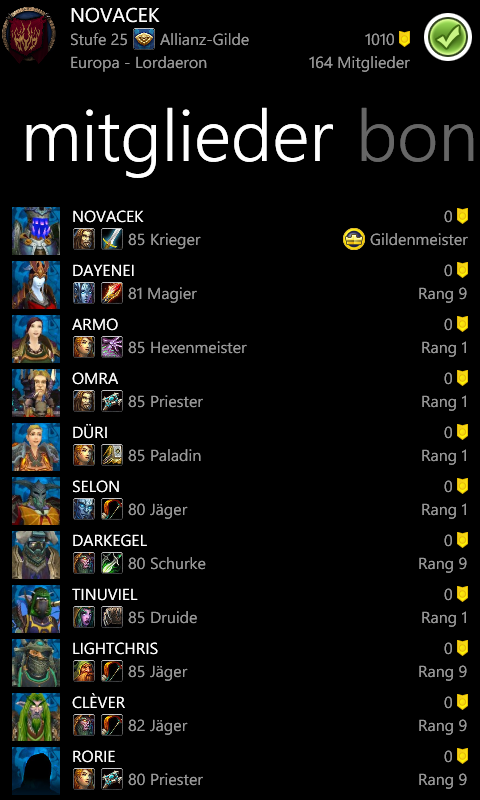 NOVACEK
Stufe 25 Allianz-Gilde 1010
Europa - Lordaeron 164 Mitglieder
mitglieder bon
NOVACEK 0
85 Krieger Gildenmeister
DAYENEI 0
81 Magier Rang 9
ARMO 0
85 Hexenmeister Rang 1
OMRA 0
85 Priester Rang 1
DÜRI 0
85 Paladin Rang 1
SELON 0
80 Jäger Rang 1
DARKEGEL 0
80 Schurke Rang 9
TINUVIEL 0
85 Druide Rang 1
LIGHTCHRIS 0
85 Jäger Rang 9
CLÈVER 0
82 Jäger Rang 9
RORIE 0
80 Priester Rang 9